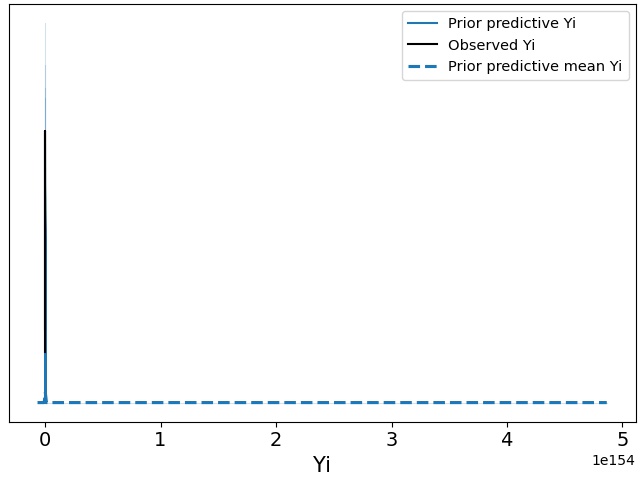 Prior predictive Yi
Observed Yi
Prior predictive mean Yi
0 1 2 3 4 5
1e154
Yi